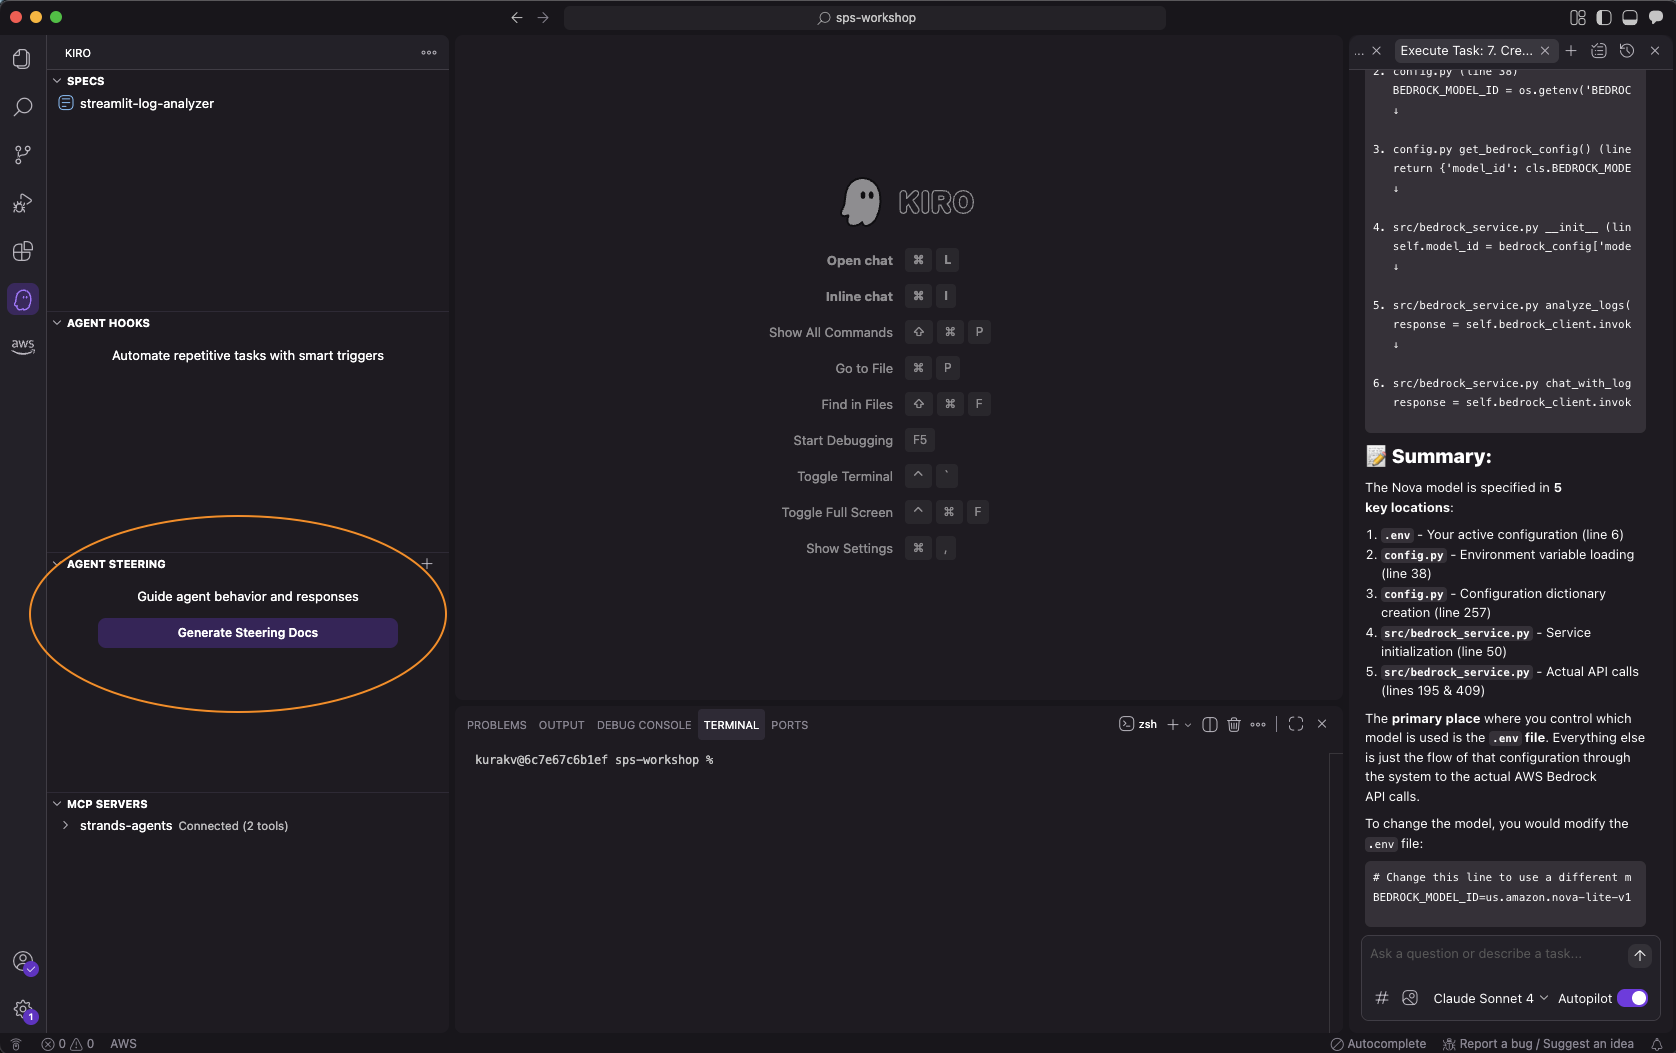 sps-workshop
KIRO
SPECS
streamlit-log-analyzer
AGENT HOOKS
Automate repetitive tasks with smart triggers
AGENT STEERING
Guide agent behavior and responses
Generate Steering Docs
MCP SERVERS
strands-agents Connected (2 tools)
aws
1
KIRO
Open chat ⌘ L
Inline chat ⌘ I
Show All Commands ⇧ ⌘ P
Go to File ⌘ P
Find in Files ⇧ ⌘ F
Start Debugging F5
Toggle Terminal ^ `
Toggle Full Screen ^ ⌘ F
Show Settings ⌘ ,
PROBLEMS OUTPUT DEBUG CONSOLE TERMINAL PORTS
zsh
kurakv@6c7e67c6b1ef sps-workshop %
... Execute Task: 7. Cre...
2. config.py (line 38)
BEDROCK_MODEL_ID = os.getenv('BEDROC
↓
3. config.py get_bedrock_config() (line
return {'model_id': cls.BEDROCK_MODE
↓
4. src/bedrock_service.py __init__ (lin
self.model_id = bedrock_config['mode
↓
5. src/bedrock_service.py analyze_logs(
response = self.bedrock_client.invok
↓
6. src/bedrock_service.py chat_with_log
response = self.bedrock_client.invok
📝 Summary:
The Nova model is specified in 5
key locations:
1. .env - Your active configuration (line 6)
2. config.py - Environment variable loading
(line 38)
3. config.py - Configuration dictionary
creation (line 257)
4. src/bedrock_service.py - Service
initialization (line 50)
5. src/bedrock_service.py - Actual API calls
(lines 195 & 409)
The primary place where you control which
model is used is the .env file. Everything else
is just the flow of that configuration through
the system to the actual AWS Bedrock
API calls.
To change the model, you would modify the
.env file:
# Change this line to use a different m
BEDROCK_MODEL_ID=us.amazon.nova-lite-v1
Ask a question or describe a task...
# Claude Sonnet 4 Autopilot
0 0 AWS
Autocomplete Report a bug / Suggest an idea